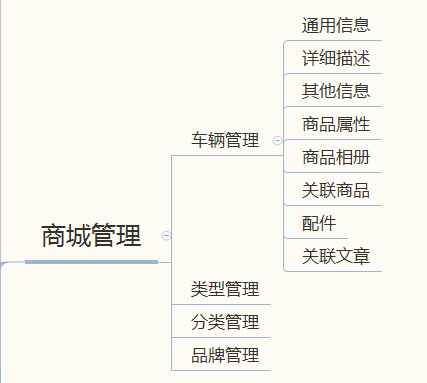 商城管理
车辆管理
通用信息
详细描述
其他信息
商品属性
商品相册
关联商品
配件
关联文章
类型管理
分类管理
品牌管理